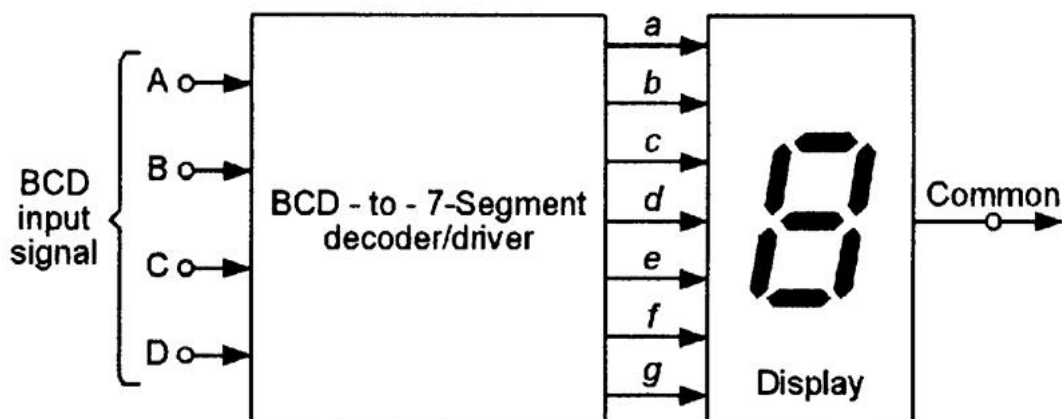 BCD
input
signal
A
B
C
D
BCD - to - 7-Segment
decoder/driver
a
b
c
d
e
f
g
Display
Common